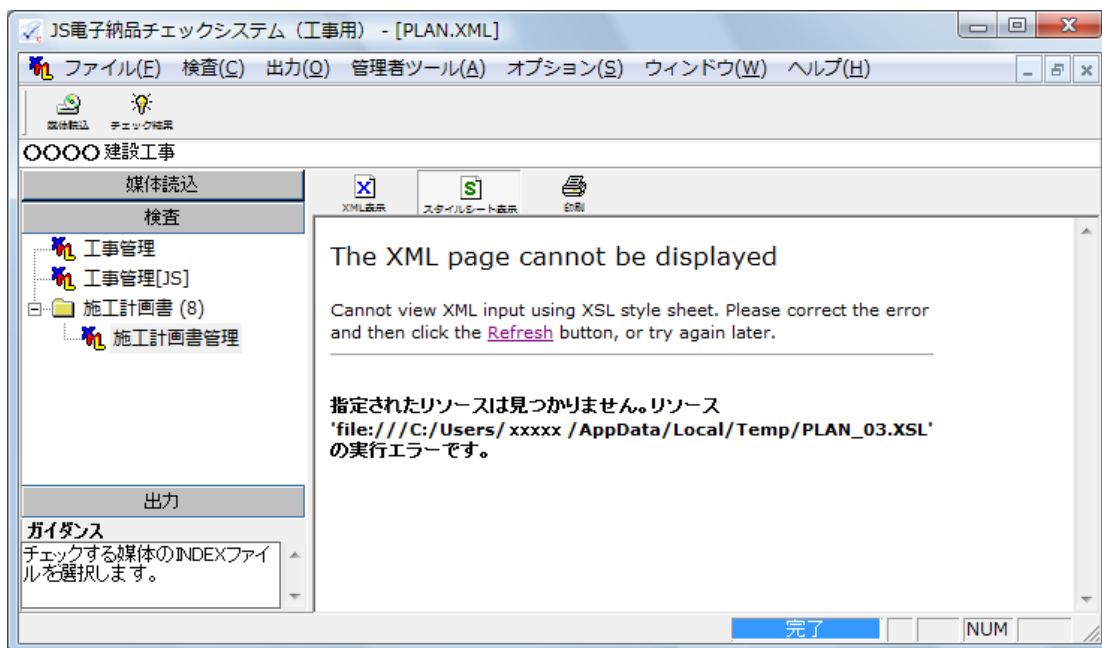 JS電子納品チェックシステム（工事用） - [PLAN.XML]
ファイル(F) 検査(C) 出力(O) 管理者ツール(A) オプション(S) ウィンドウ(W) ヘルプ(H)
媒体読込 チェック結果
〇〇〇〇建設工事
媒体読込
検査
工事管理
工事管理[JS]
施工計画書 (8)
施工計画書管理
出力
ガイダンス
チェックする媒体のINDEXファイ
ルを選択します。
XML表示 スタイルシート表示 印刷
The XML page cannot be displayed
Cannot view XML input using XSL style sheet. Please correct the error
and then click the Refresh button, or try again later.
指定されたリソースは見つかりません。リソース
'file:///C:/Users/ xxxxx /AppData/Local/Temp/PLAN_03.XSL'
の実行エラーです。
完了 NUM